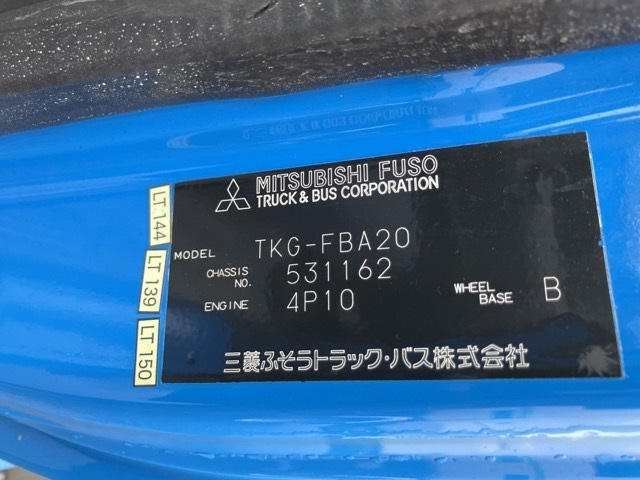 MITSUBISHI FUSO
TRUCK & BUS CORPORATION
MODEL TKG-FBA20
CHASSIS NO. 531162
ENGINE 4P10
WHEEL BASE B
三菱ふそうトラック・バス株式会社
LT 144
LT 139
LT 150